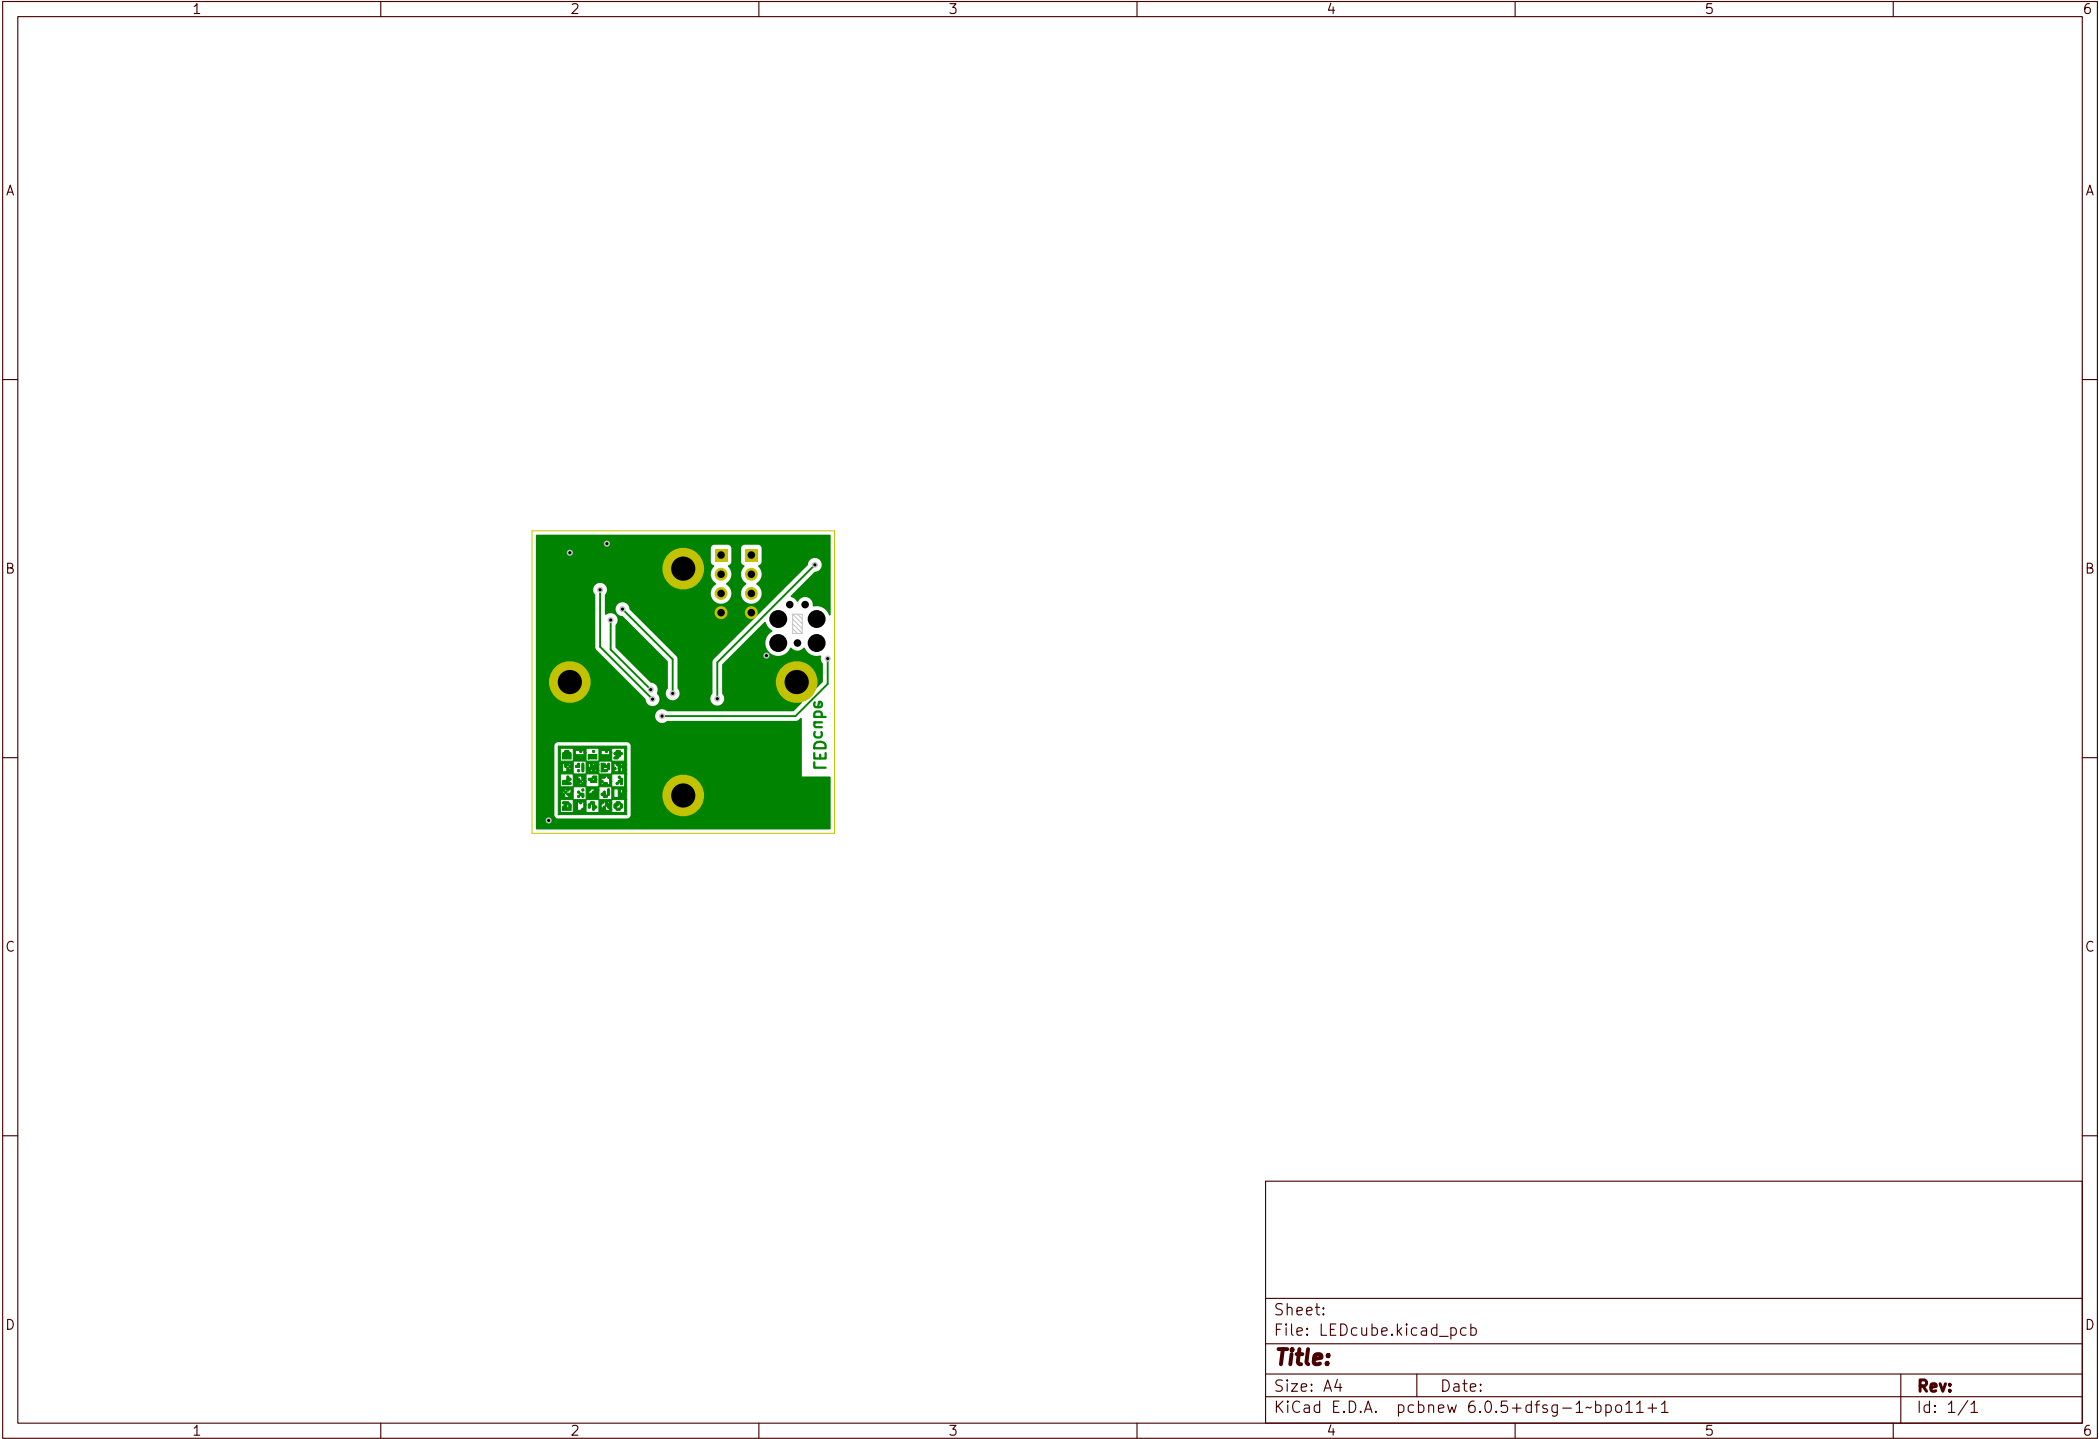 1 2 3 4 5 6
A A
B B
LEDcube
C C
Sheet:
File: LEDcube.kicad_pcb
D D
Title:
Size: A4 Date: Rev:
KiCad E.D.A. pcbnew 6.0.5+dfsg-1~bpo11+1 Id: 1/1
1 2 3 4 5 6